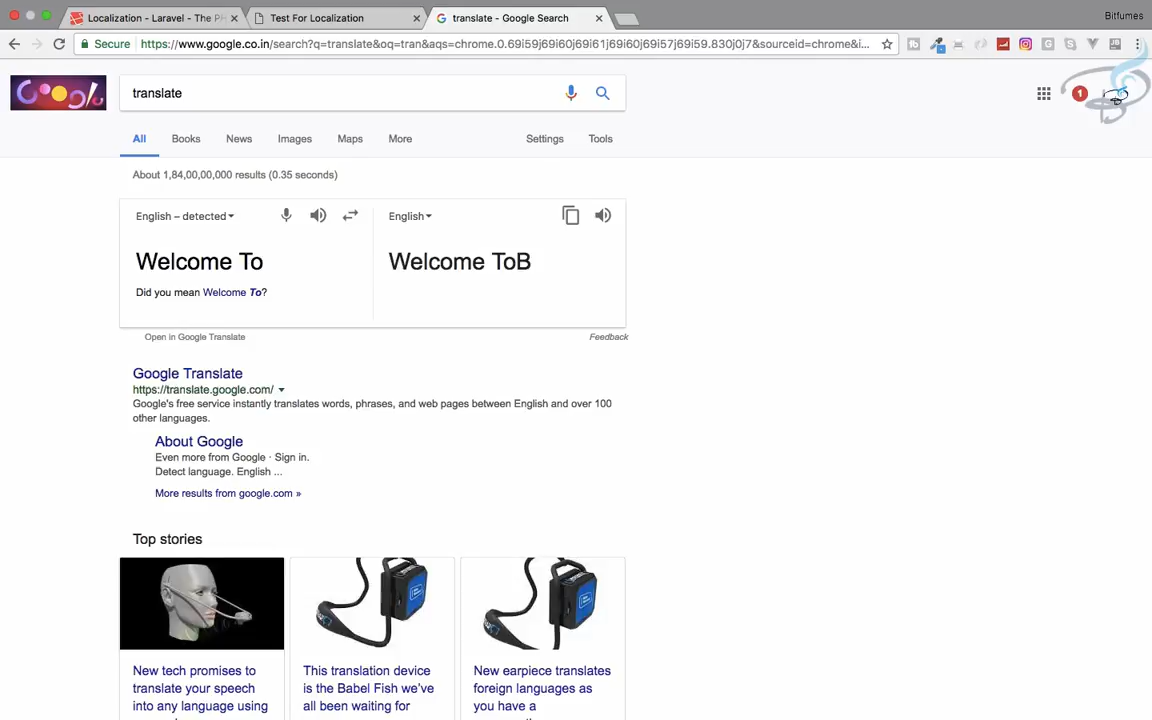 Localization - Laravel - The PH
Test For Localization
translate - Google Search
Bitfumes
Secure
https://www.google.co.in/search?q=translate&oq=tran&aqs=chrome.0.69i59j69i60j69i61j69i60j69i57j69i59.830j0j7&sourceid=chrome&i...
translate
1
All
Books
News
Images
Maps
More
Settings
Tools
About 1,84,00,00,000 results (0.35 seconds)
English – detected
English
Welcome To
Welcome ToB
Did you mean Welcome To?
Open in Google Translate
Feedback
Google Translate
https://translate.google.com/
Google's free service instantly translates words, phrases, and web pages between English and over 100
other languages.
About Google
Even more from Google · Sign in.
Detect language. English ...
More results from google.com »
Top stories
New tech promises to
translate your speech
into any language using
This translation device
is the Babel Fish we've
all been waiting for
New earpiece translates
foreign languages as
you have a